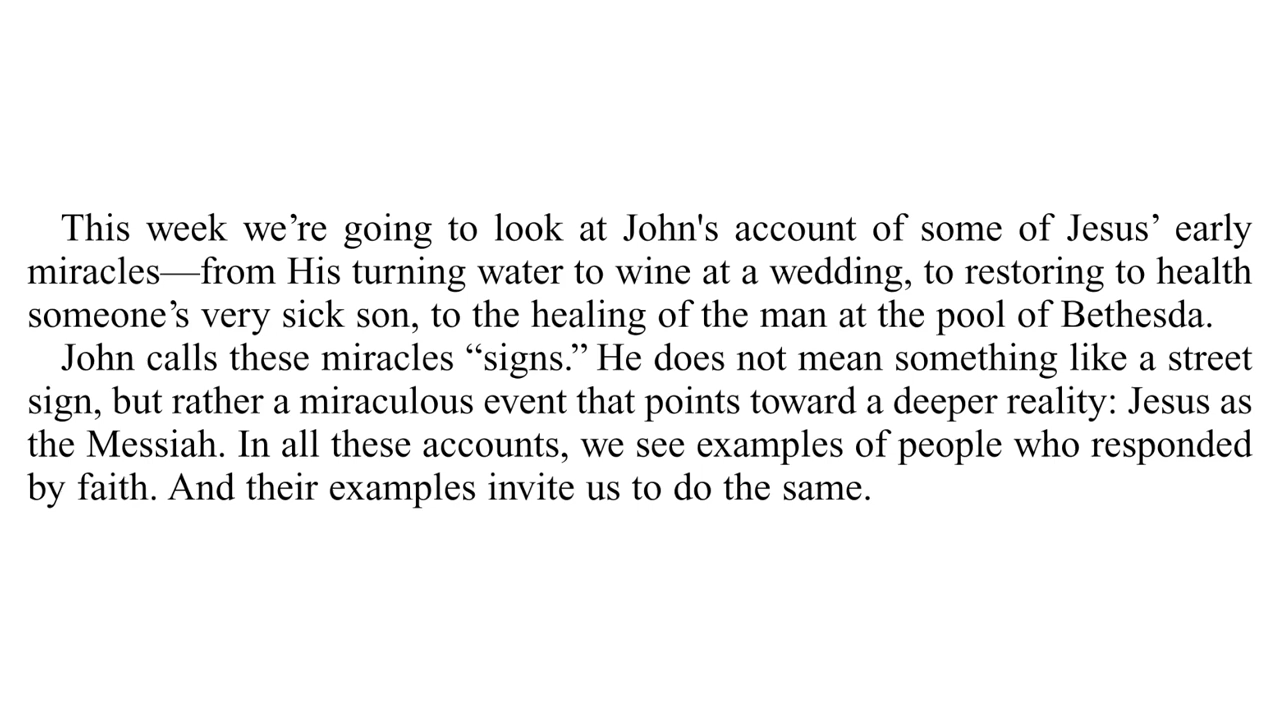 This week we’re going to look at John's account of some of Jesus’ early
miracles—from His turning water to wine at a wedding, to restoring to health
someone’s very sick son, to the healing of the man at the pool of Bethesda.
John calls these miracles “signs.” He does not mean something like a street
sign, but rather a miraculous event that points toward a deeper reality: Jesus as
the Messiah. In all these accounts, we see examples of people who responded
by faith. And their examples invite us to do the same.